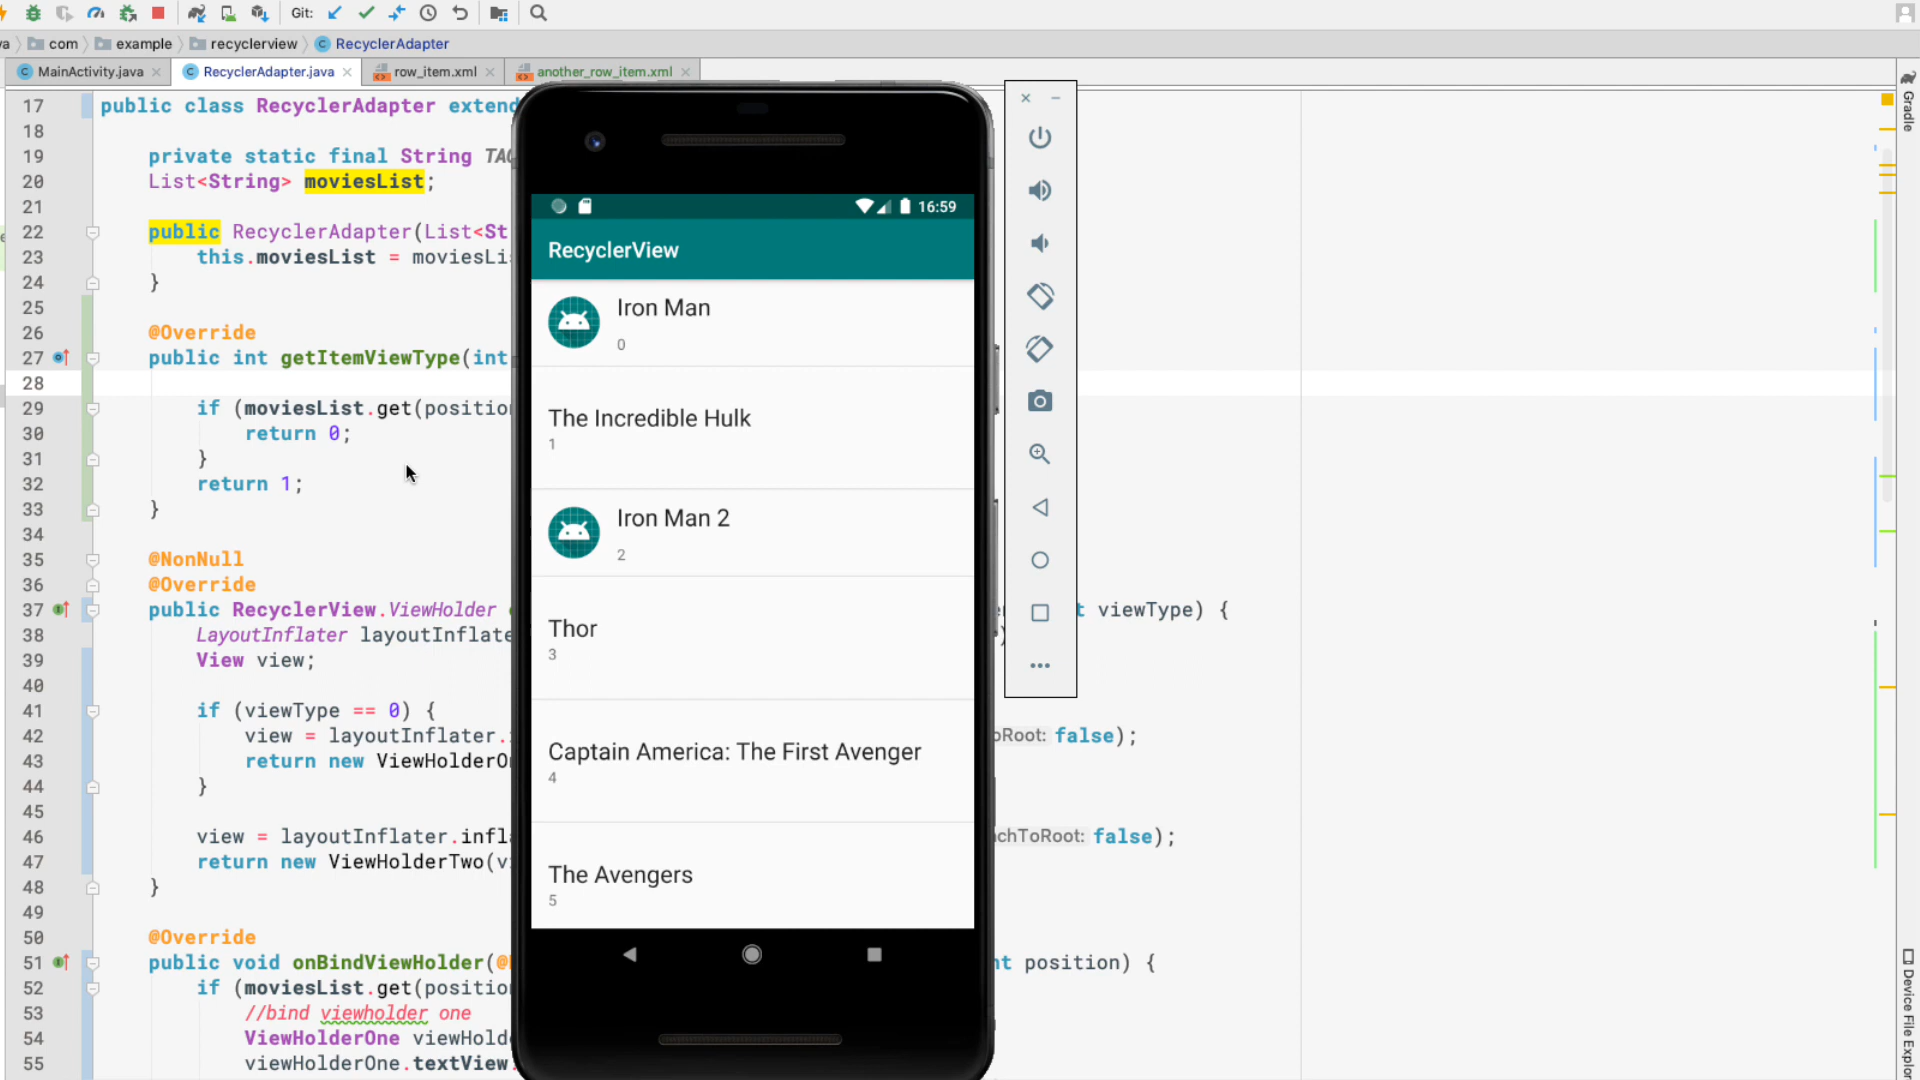 Git:
com example recyclerview RecyclerAdapter
MainActivity.java RecyclerAdapter.java row_item.xml another_row_item.xml
17 public class RecyclerAdapter extend
18
19 private static final String TAG
20 List<String> moviesList;
21
22 public RecyclerAdapter(List<St
23 this.moviesList = moviesLis
24 }
25
26 @Override
27 public int getItemViewType(int
28
29 if (moviesList.get(position
30 return 0;
31 }
32 return 1;
33 }
34
35 @NonNull
36 @Override
37 public RecyclerView.ViewHolder t viewType) {
38 LayoutInflater layoutInflate
39 View view;
40
41 if (viewType == 0) {
42 view = layoutInflater. oRoot: false);
43 return new ViewHolderO
44 }
45
46 view = layoutInflater.infl chToRoot: false);
47 return new ViewHolderTwo(v
48 }
49
50 @Override
51 public void onBindViewHolder(@ nt position) {
52 if (moviesList.get(position
53 //bind viewholder one
54 ViewHolderOne viewHold
55 viewHolderOne.textView.
16:59
RecyclerView
Iron Man
0
The Incredible Hulk
1
Iron Man 2
2
Thor
3
Captain America: The First Avenger
4
The Avengers
5
Gradle
Device File Explor